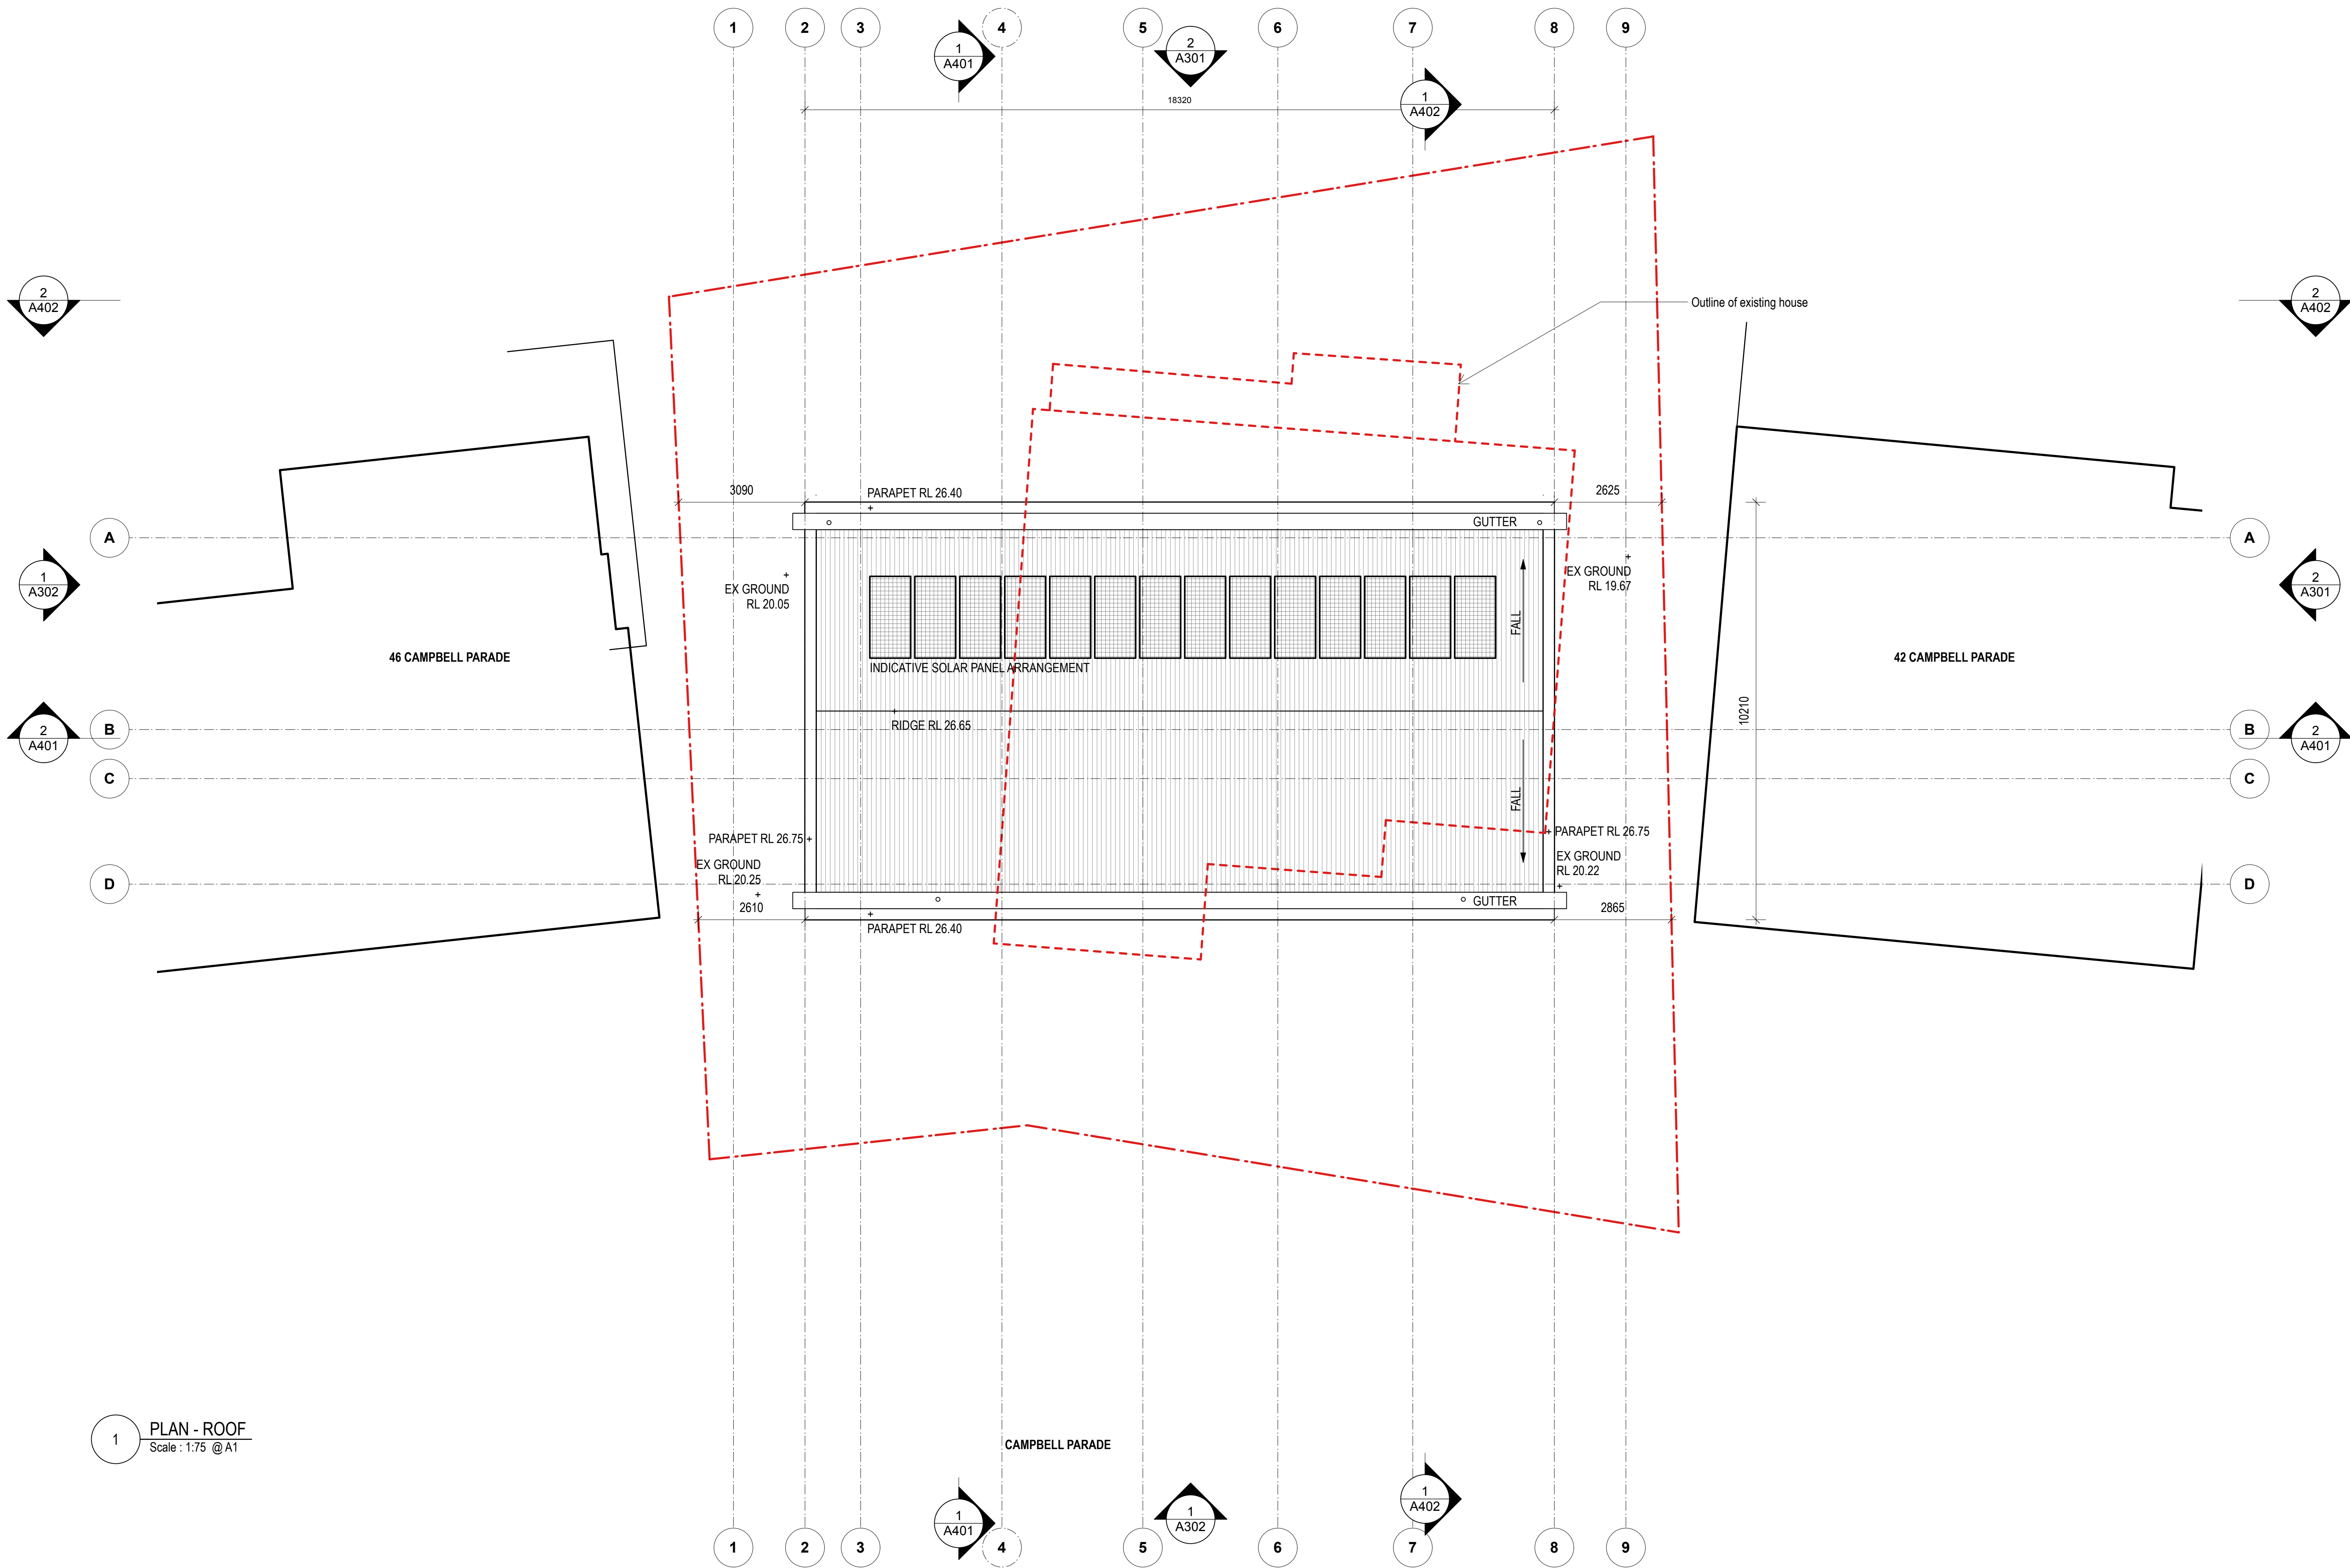 1
2
3
4
5
6
7
8
9
1
A401
2
A301
1
A402
18320
2
A402
Outline of existing house
2
A402
3090
PARAPET RL 26.40
2625
GUTTER
A
A
1
A302
EX GROUND
RL 20.05
EX GROUND
RL 19.67
2
A301
FALL
46 CAMPBELL PARADE
INDICATIVE SOLAR PANEL ARRANGEMENT
42 CAMPBELL PARADE
10210
2
A401
B
RIDGE RL 26.65
B
2
A401
C
C
FALL
PARAPET RL 26.75
PARAPET RL 26.75
EX GROUND
RL 20.25
EX GROUND
RL 20.22
D
D
2610
GUTTER
2865
PARAPET RL 26.40
1
PLAN - ROOF
Scale : 1:75 @ A1
CAMPBELL PARADE
1
A401
1
A302
1
A402
1
2
3
4
5
6
7
8
9